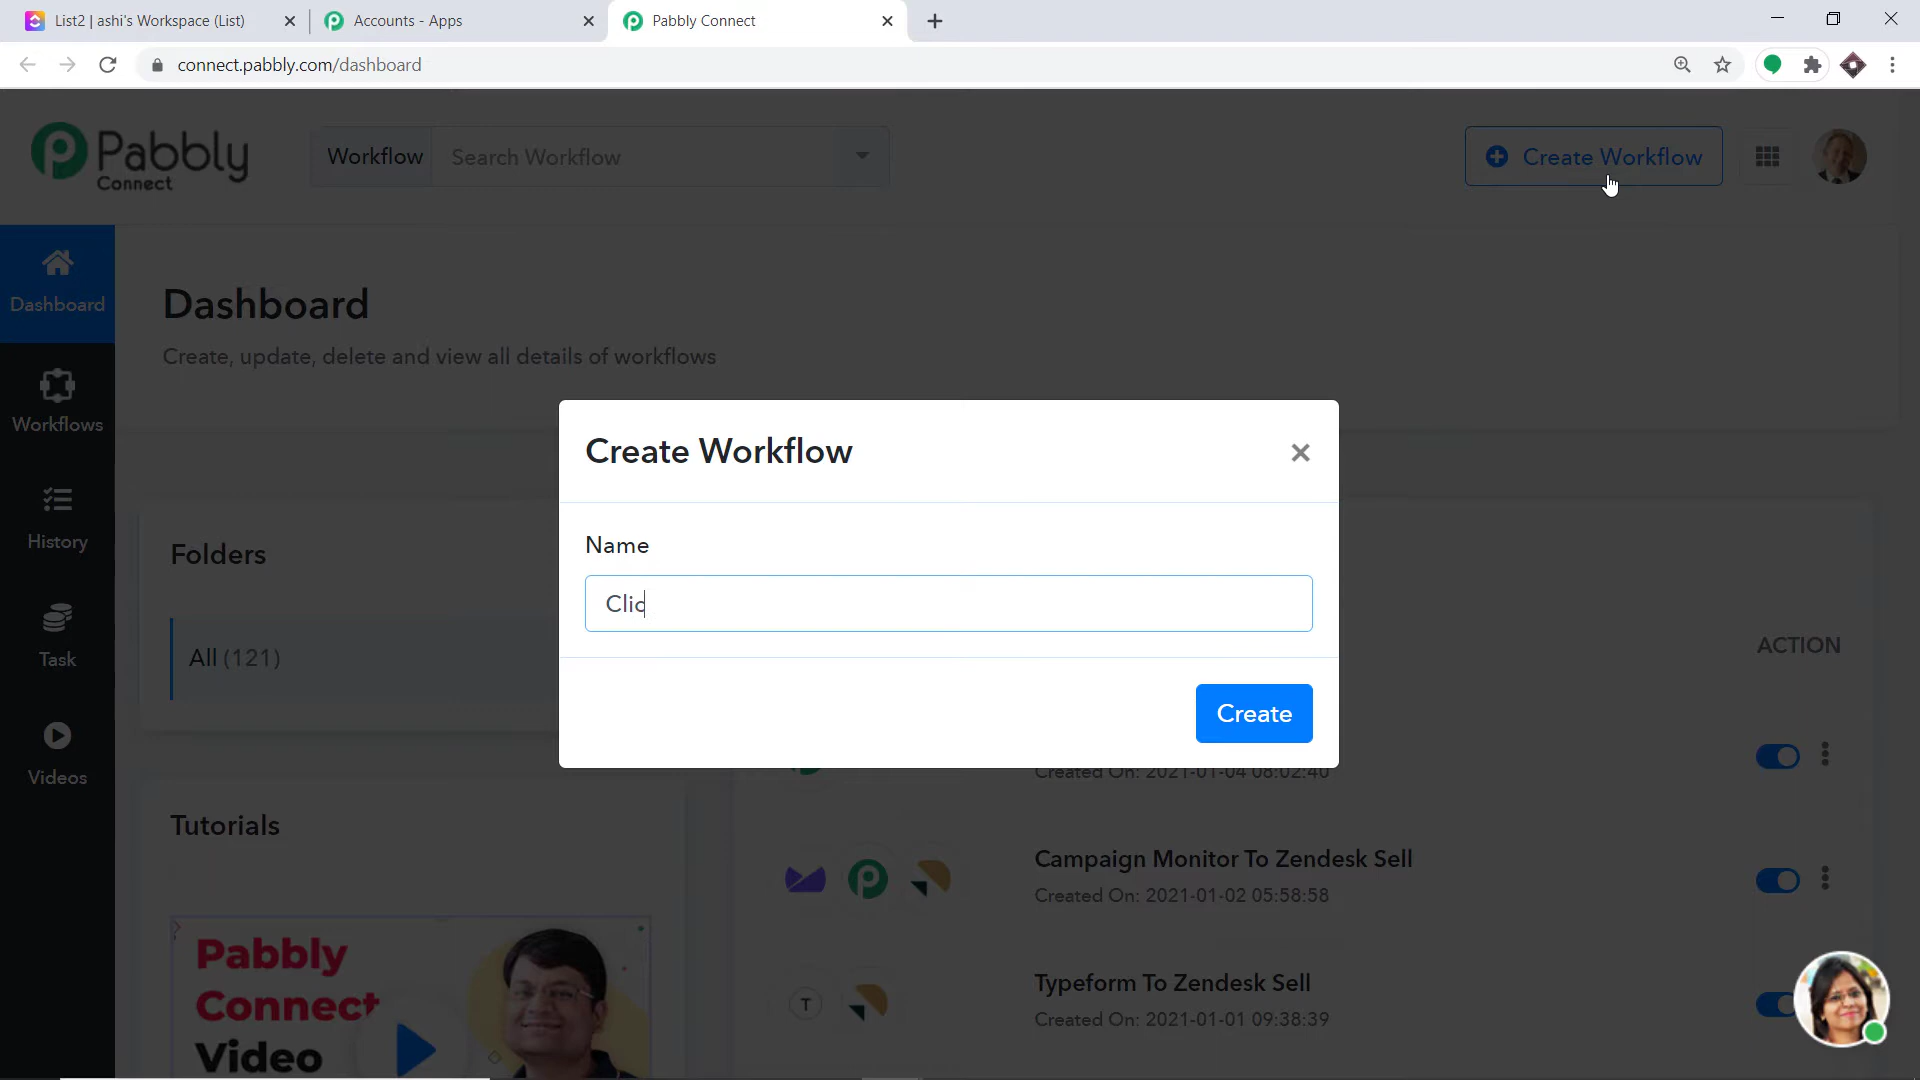 List2 | ashi's Workspace (List)
Accounts - Apps
Pabbly Connect
connect.pabbly.com/dashboard
Pabbly
Connect
Workflow
Search Workflow
Create Workflow
Dashboard
Dashboard
Create, update, delete and view all details of workflows
Workflows
Create Workflow
Name
History
Folders
Clic
Task
All (121)
ACTION
Create
Videos
Created On: 2021-01-04 08:02:40
Tutorials
Campaign Monitor To Zendesk Sell
Created On: 2021-01-02 05:58:58
Pabbly
Connect
Video
T
Typeform To Zendesk Sell
Created On: 2021-01-01 09:38:39